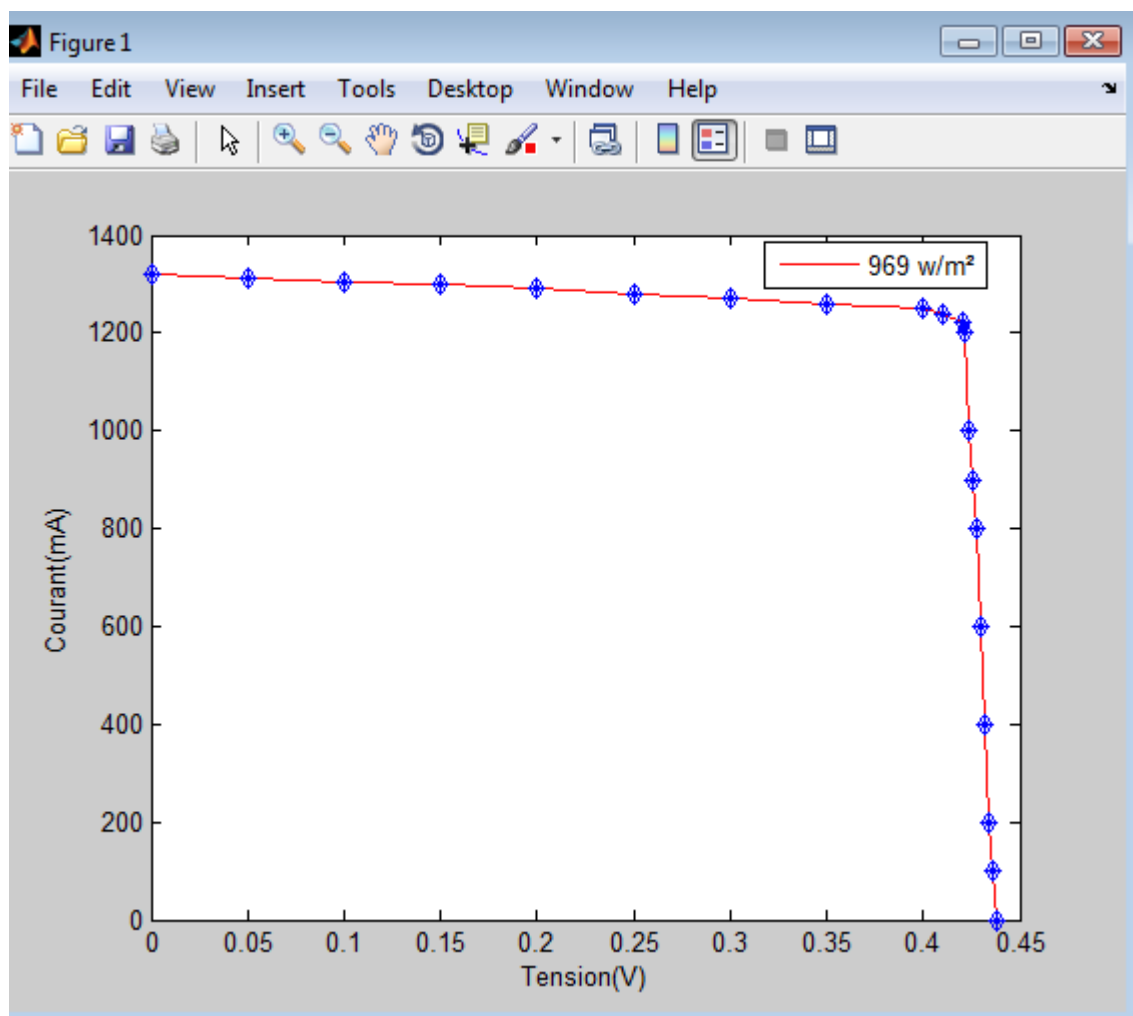 Figure 1
File Edit View Insert Tools Desktop Window Help
1400
969 w/m²
1200
1000
800
600
400
200
0
Courant(mA)
0 0.05 0.1 0.15 0.2 0.25 0.3 0.35 0.4 0.45
Tension(V)